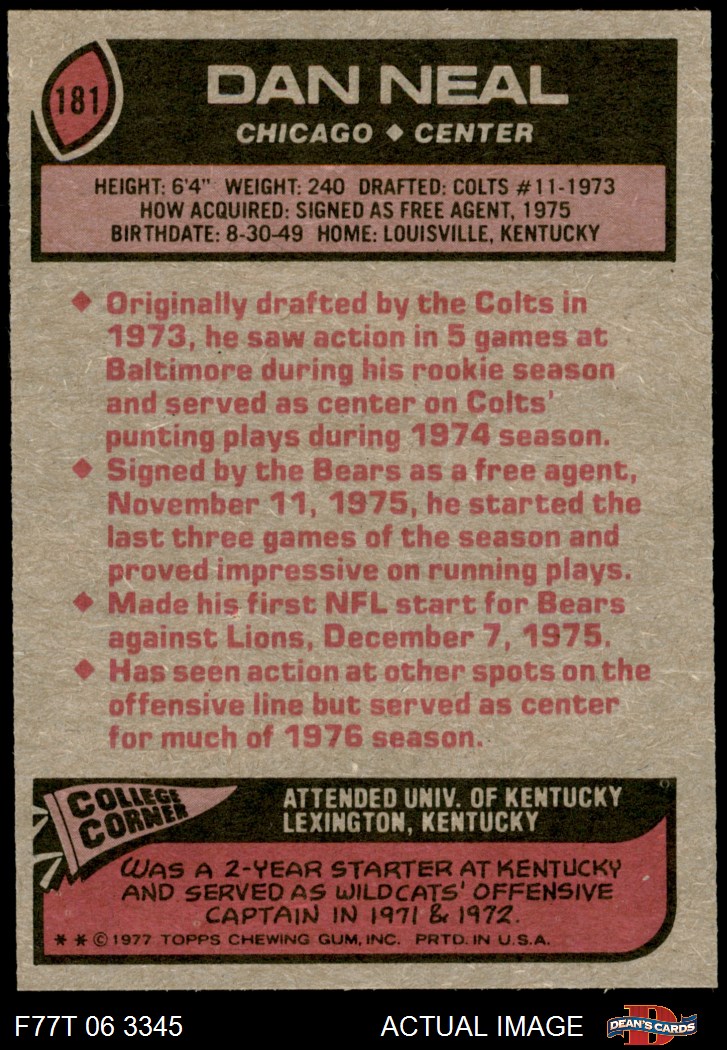 181
DAN NEAL
CHICAGO ◆ CENTER
HEIGHT: 6'4" WEIGHT: 240 DRAFTED: COLTS #11-1973
HOW ACQUIRED: SIGNED AS FREE AGENT, 1975
BIRTHDATE: 8-30-49 HOME: LOUISVILLE, KENTUCKY
◆ Originally drafted by the Colts in
1973, he saw action in 5 games at
Baltimore during his rookie season
and served as center on Colts'
punting plays during 1974 season.
◆ Signed by the Bears as a free agent,
November 11, 1975, he started the
last three games of the season and
proved impressive on running plays.
◆ Made his first NFL start for Bears
against Lions, December 7, 1975.
◆ Has seen action at other spots on the
offensive line but served as center
for much of 1976 season.
COLLEGE
CORNER
ATTENDED UNIV. OF KENTUCKY
LEXINGTON, KENTUCKY
WAS A 2-YEAR STARTER AT KENTUCKY
AND SERVED AS WILDCATS' OFFENSIVE
CAPTAIN IN 1971 & 1972.
* * © 1977 TOPPS CHEWING GUM, INC. PRTD. IN U.S.A.
F77T 06 3345
ACTUAL IMAGE
D
DEAN'S CARDS